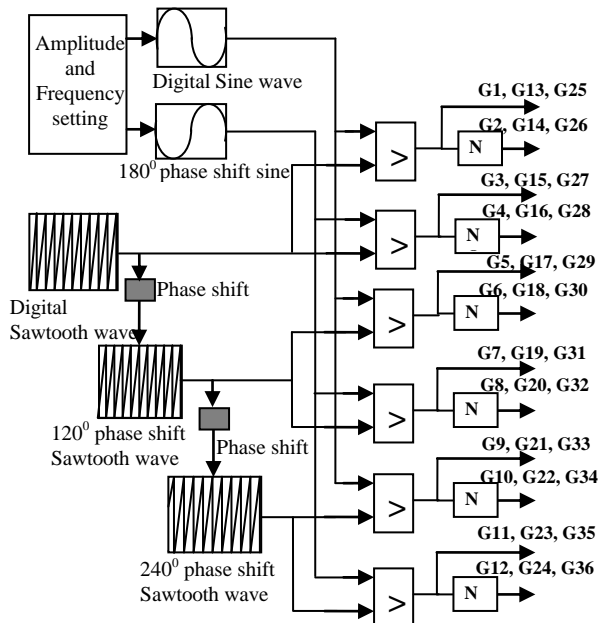 Amplitude
and
Frequency
setting
Digital Sine wave
180⁰ phase shift sine
Digital
Sawtooth wave
Phase shift
120⁰ phase shift
Sawtooth wave
Phase shift
240⁰ phase shift
Sawtooth wave
>
G1, G13, G25
N
G2, G14, G26
>
G3, G15, G27
N
G4, G16, G28
>
G5, G17, G29
N
G6, G18, G30
>
G7, G19, G31
N
G8, G20, G32
>
G9, G21, G33
N
G10, G22, G34
>
G11, G23, G35
N
G12, G24, G36